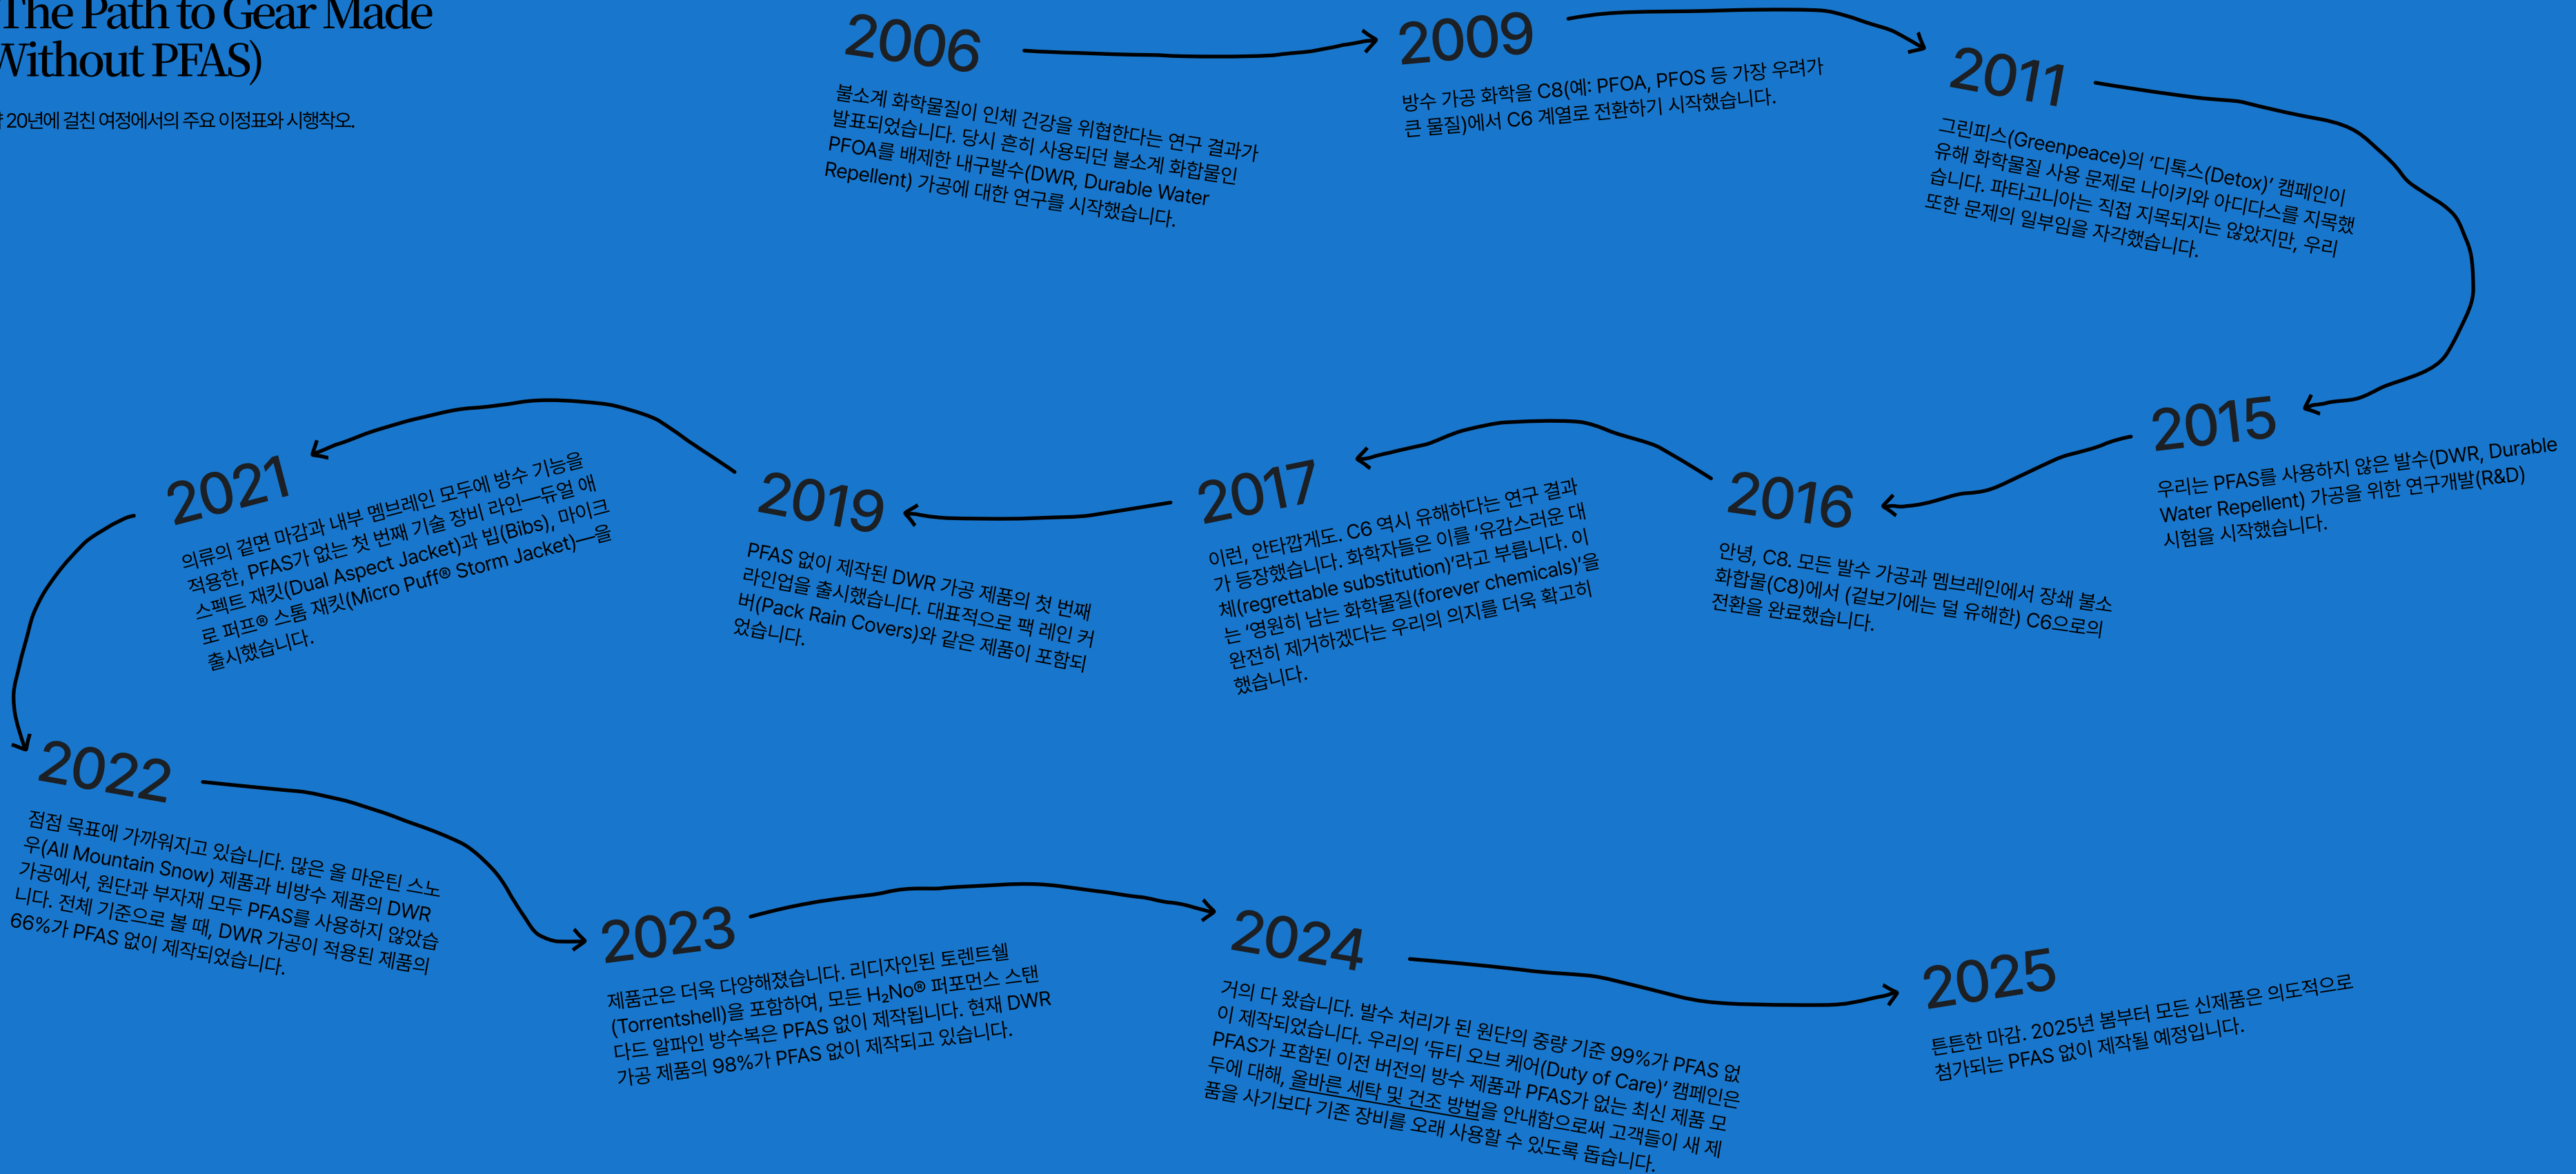 The Path to Gear Made
Without PFAS)
20년에 걸친 여정에서의 주요 이정표와 시행착오.
2006
불소계 화학물질이 인체 건강을 위협한다는 연구 결과가
발표되었습니다. 당시 흔히 사용되던 불소계 화합물인
PFOA를 배제한 내구발수(DWR, Durable Water
Repellent) 가공에 대한 연구를 시작했습니다.
2009
방수 가공 화학을 C8(예: PFOA, PFOS 등 가장 우려가
큰 물질)에서 C6 계열로 전환하기 시작했습니다.
2011
그린피스(Greenpeace)의 ‘디톡스(Detox)’ 캠페인이
유해 화학물질 사용 문제로 나이키와 아디다스를 지목했
습니다. 파타고니아는 직접 지목되지는 않았지만, 우리
또한 문제의 일부임을 자각했습니다.
2015
우리는 PFAS를 사용하지 않은 발수(DWR, Durable
Water Repellent) 가공을 위한 연구개발(R&D)
시험을 시작했습니다.
2016
안녕, C8. 모든 발수 가공과 멤브레인에서 장쇄 불소
화합물(C8)에서 (겉보기에는 덜 유해한) C6으로의
전환을 완료했습니다.
2017
이런, 안타깝게도. C6 역시 유해하다는 연구 결과
가 등장했습니다. 화학자들은 이를 ‘유감스러운 대
체(regrettable substitution)’라고 부릅니다. 이
는 ‘영원히 남는 화학물질(forever chemicals)’을
완전히 제거하겠다는 우리의 의지를 더욱 확고히
했습니다.
2019
PFAS 없이 제작된 DWR 가공 제품의 첫 번째
라인업을 출시했습니다. 대표적으로 팩 레인 커
버(Pack Rain Covers)와 같은 제품이 포함되
었습니다.
2021
의류의 겉면 마감과 내부 멤브레인 모두에 방수 기능을
적용한, PFAS가 없는 첫 번째 기술 장비 라인—듀얼 애
스펙트 재킷(Dual Aspect Jacket)과 빕(Bibs), 마이크
로 퍼프® 스톰 재킷(Micro Puff® Storm Jacket)—을
출시했습니다.
2022
점점 목표에 가까워지고 있습니다. 많은 올 마운틴 스노
우(All Mountain Snow) 제품과 비방수 제품의 DWR
가공에서, 원단과 부자재 모두 PFAS를 사용하지 않았습
니다. 전체 기준으로 볼 때, DWR 가공이 적용된 제품의
66%가 PFAS 없이 제작되었습니다.
2023
제품군은 더욱 다양해졌습니다. 리디자인된 토렌트쉘
(Torrentshell)을 포함하여, 모든 H₂No® 퍼포먼스 스탠
다드 알파인 방수복은 PFAS 없이 제작됩니다. 현재 DWR
가공 제품의 98%가 PFAS 없이 제작되고 있습니다.
2024
거의 다 왔습니다. 발수 처리가 된 원단의 중량 기준 99%가 PFAS 없
이 제작되었습니다. 우리의 ‘듀티 오브 케어(Duty of Care)’ 캠페인은
PFAS가 포함된 이전 버전의 방수 제품과 PFAS가 없는 최신 제품 모
두에 대해, 올바른 세탁 및 건조 방법을 안내함으로써 고객들이 새 제
품을 사기보다 기존 장비를 오래 사용할 수 있도록 돕습니다.
2025
튼튼한 마감. 2025년 봄부터 모든 신제품은 의도적으로
첨가되는 PFAS 없이 제작될 예정입니다.